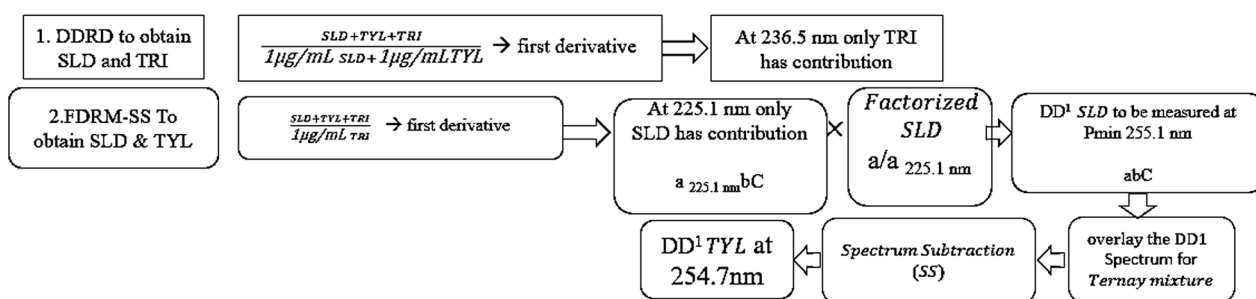 1. DDRD to obtain
SLD and TRI
SLD+TYL+TRI
1µg/mL SLD+ 1µg/mLTYL
→ first derivative
At 236.5 nm only TRI
has contribution
2.FDRM-SS To
obtain SLD & TYL
SLD+TYL+TRI
1µg/mL TRI
→ first derivative
At 225.1 nm only
SLD has contribution
a 225.1 nmbC
×
Factorized
SLD
a/a 225.1 nm
DD1 SLD to be measured at
Pmin 255.1 nm
abC
overlay the DD1
Spectrum for
Ternay mixture
Spectrum Subtraction
(SS)
DD1 TYL at
254.7nm